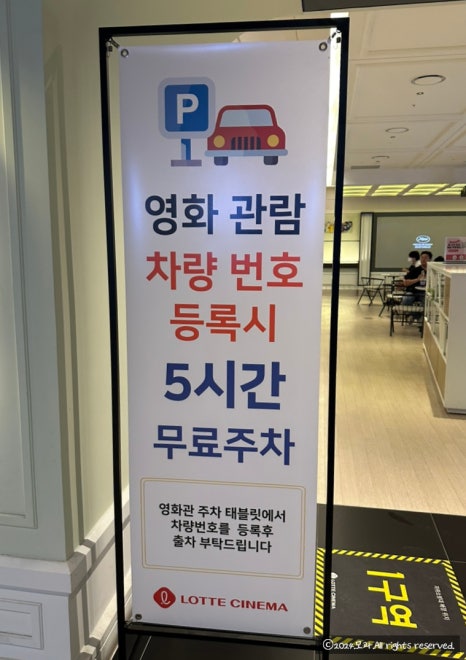 P
영화 관람
차량 번호
등록시
5시간
무료주차
영화관 주차 태블릿에서
차량번호를 등록후
출차 부탁드립니다
LOTTE CINEMA
1구역
LOTTE CINEMA
All rights reserved.